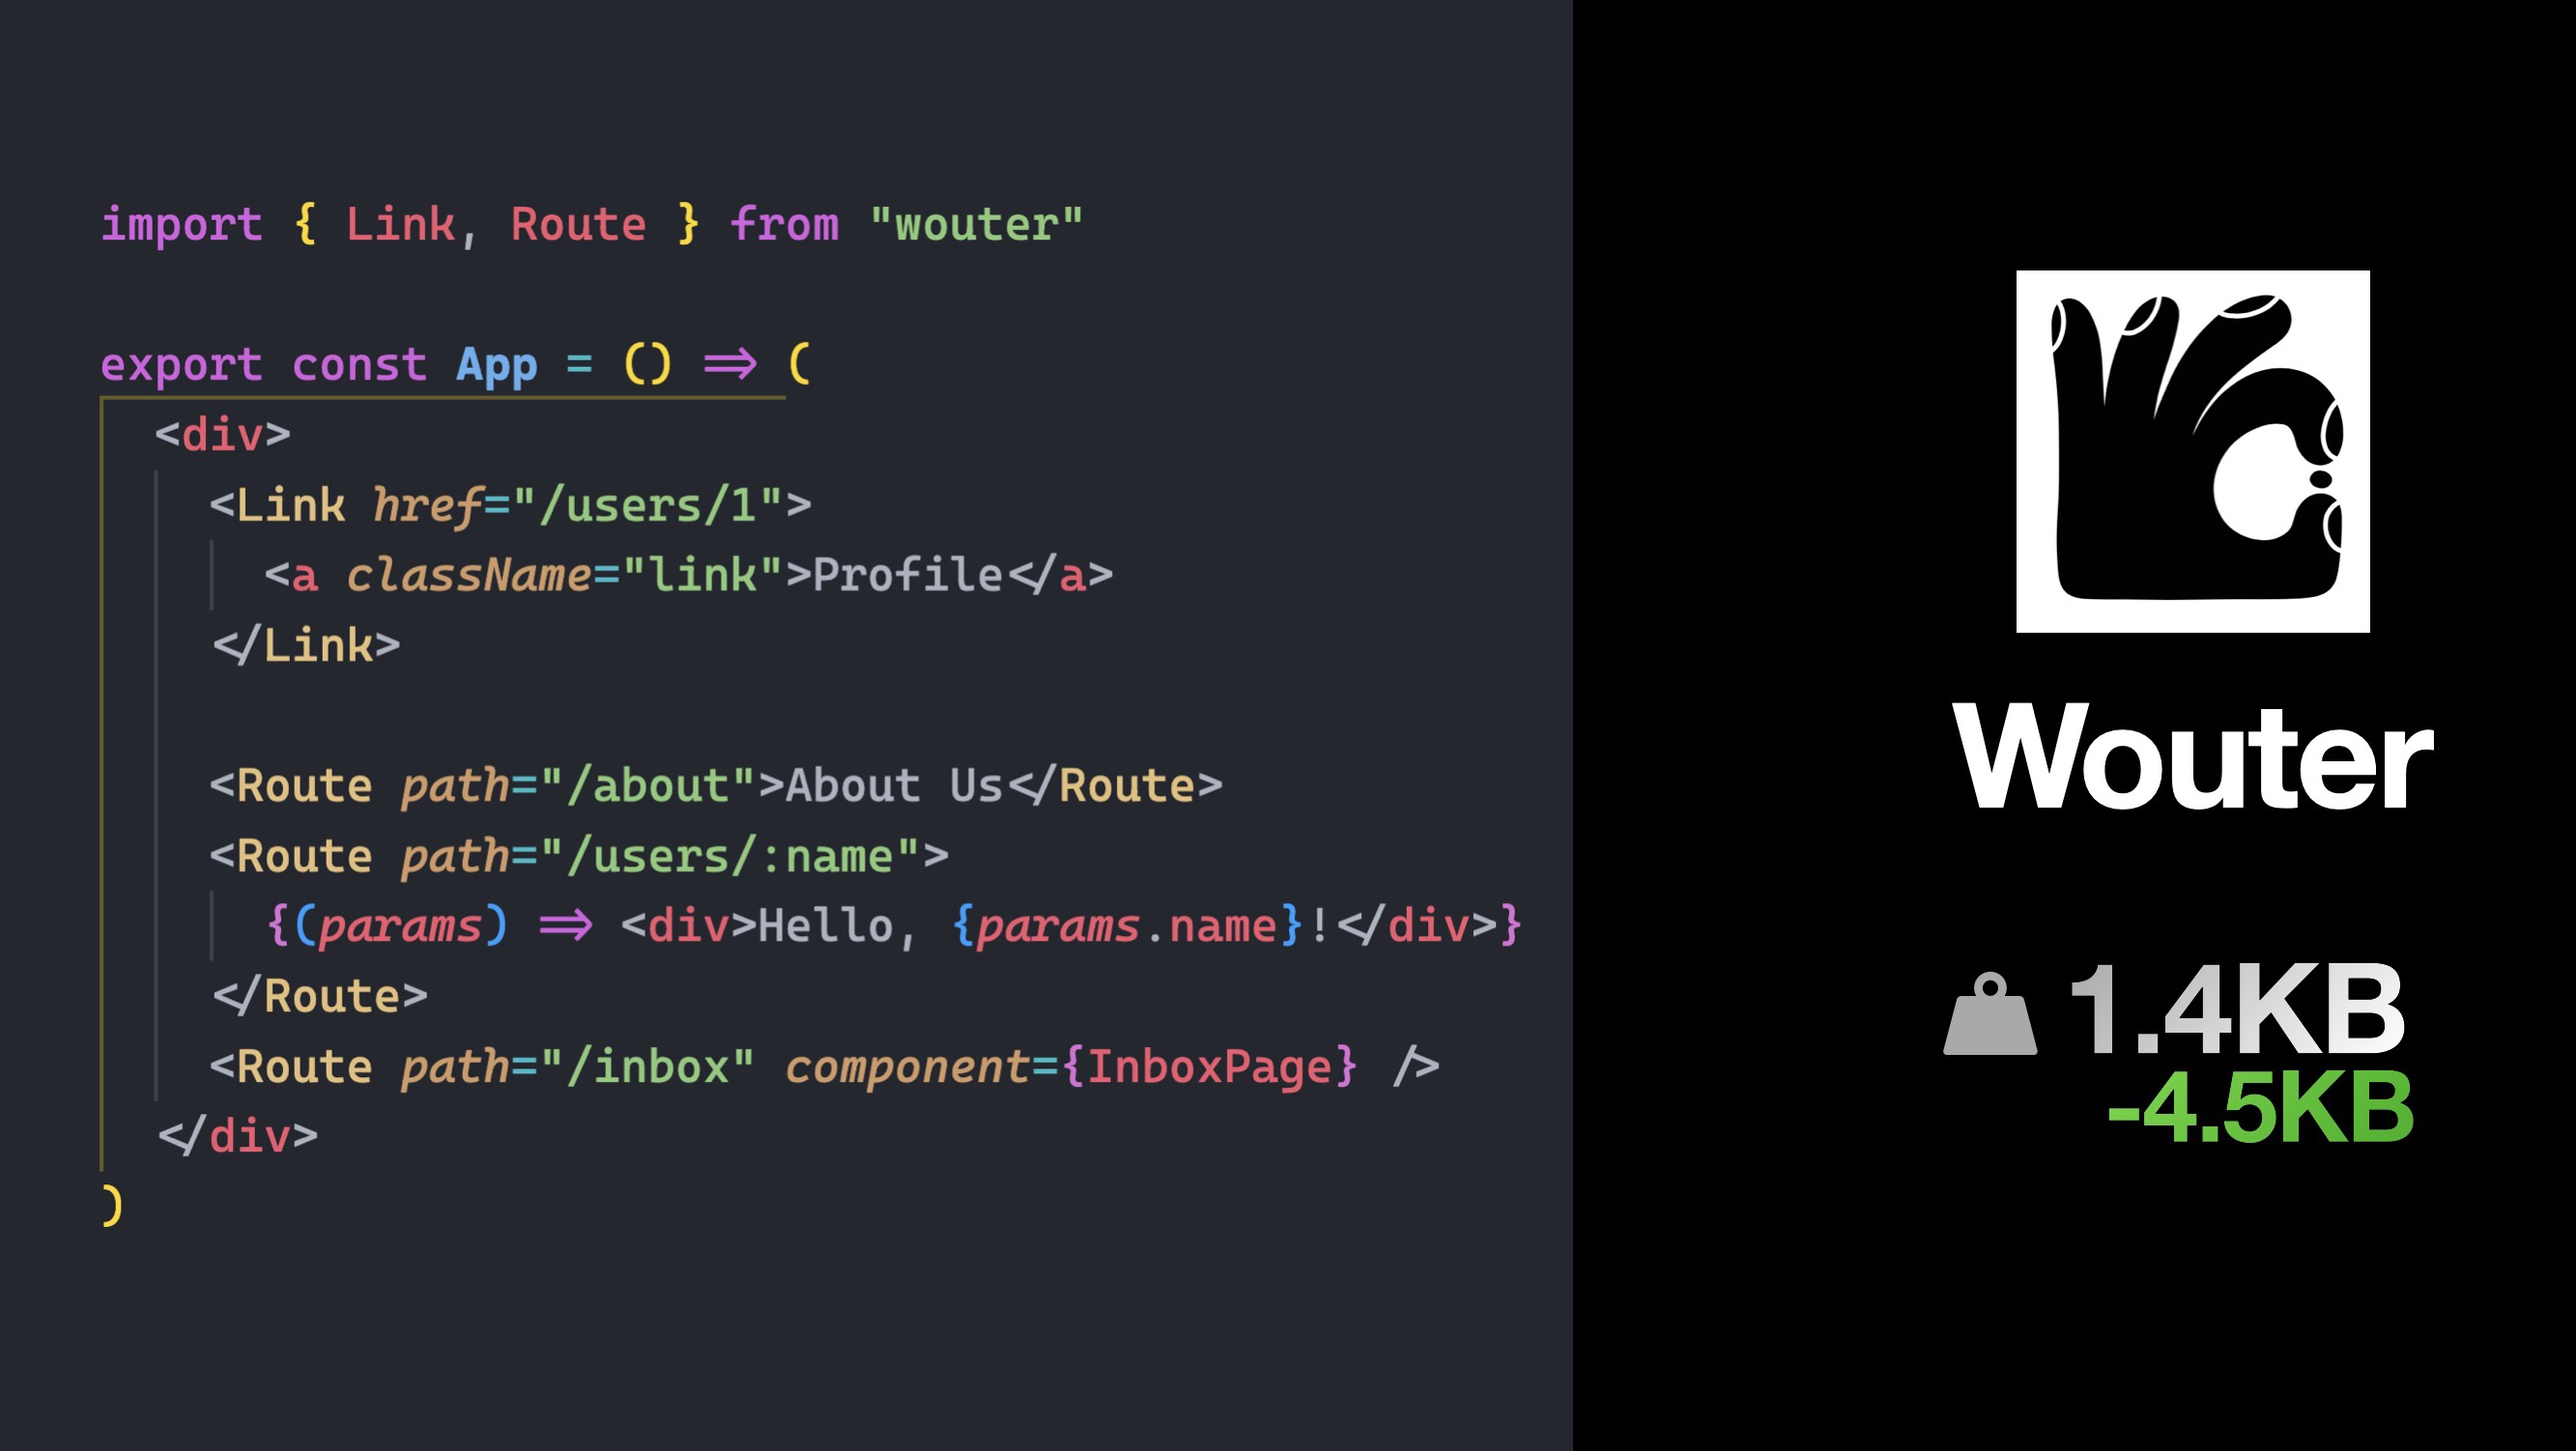 import { Link, Route } from "wouter"
export const App = () => (
<div>
<Link href="/users/1">
<a className="link">Profile</a>
</Link>
<Route path="/about">About Us</Route>
<Route path="/users/:name">
{(params) => <div>Hello, {params.name}!</div>}
</Route>
<Route path="/inbox" component={InboxPage} />
</div>
)
Wouter
1.4KB
-4.5KB